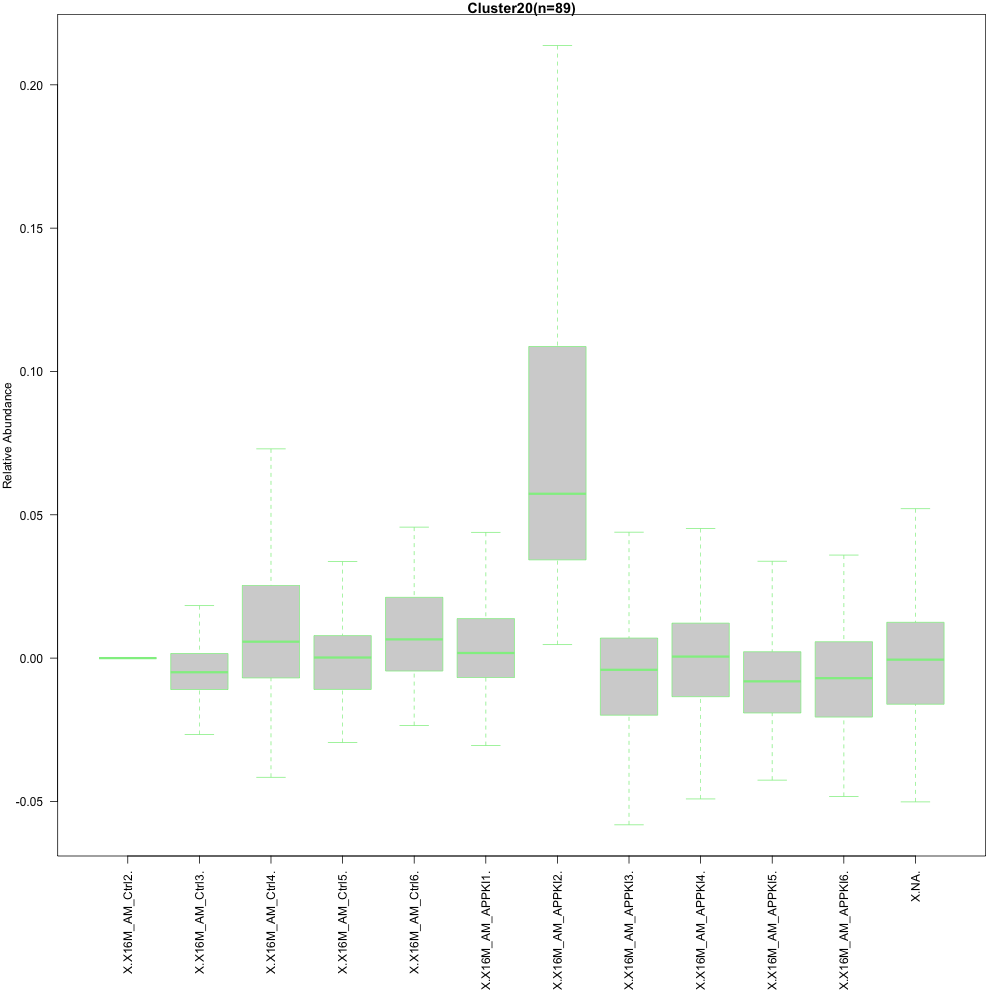 Cluster20(n=89)
Relative Abundance
0.20
0.15
0.10
0.05
0.00
-0.05
X.X16M_AM_Ctrl2.
X.X16M_AM_Ctrl3.
X.X16M_AM_Ctrl4.
X.X16M_AM_Ctrl5.
X.X16M_AM_Ctrl6.
X.X16M_AM_APPKI1.
X.X16M_AM_APPKI2.
X.X16M_AM_APPKI3.
X.X16M_AM_APPKI4.
X.X16M_AM_APPKI5.
X.X16M_AM_APPKI6.
X.NA.